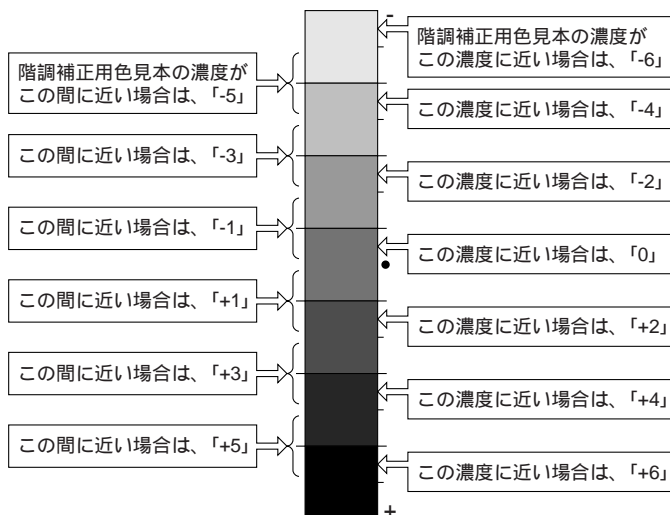 -
階調補正用色見本の濃度が
この濃度に近い場合は、「-6」
階調補正用色見本の濃度が
この間に近い場合は、「-5」
この濃度に近い場合は、「-4」
この間に近い場合は、「-3」
この濃度に近い場合は、「-2」
この間に近い場合は、「-1」
この濃度に近い場合は、「0」
この間に近い場合は、「+1」
この濃度に近い場合は、「+2」
この間に近い場合は、「+3」
この濃度に近い場合は、「+4」
この間に近い場合は、「+5」
この濃度に近い場合は、「+6」
+